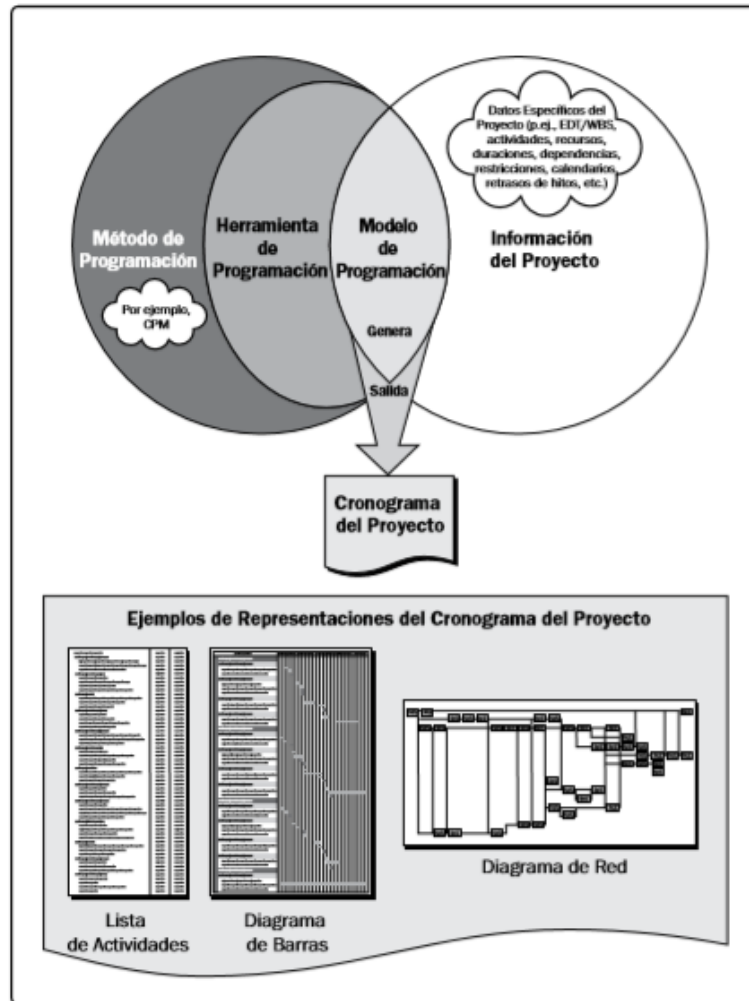 Datos Específicos del
Proyecto (p.ej., EDT/WBS,
actividades, recursos,
duraciones, dependencias,
restricciones, calendarios,
retrasos de hitos, etc.)
Método de
Programación
Herramienta
de
Programación
Modelo
de
Programación
Información
del Proyecto
Por ejemplo,
CPM
Genera
Salida
Cronograma
del Proyecto
Ejemplos de Representaciones del Cronograma del Proyecto
Lista
de Actividades
Diagrama
de Barras
Diagrama de Red